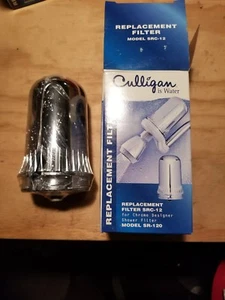 REPLACEMENT
FILTER
MODEL SRC-12
Culligan
is Water
REPLACEMENT FILTER
REPLACEMENT
FILTER SRC-12
for Chrome Designer
Shower Filter
MODEL SR-120